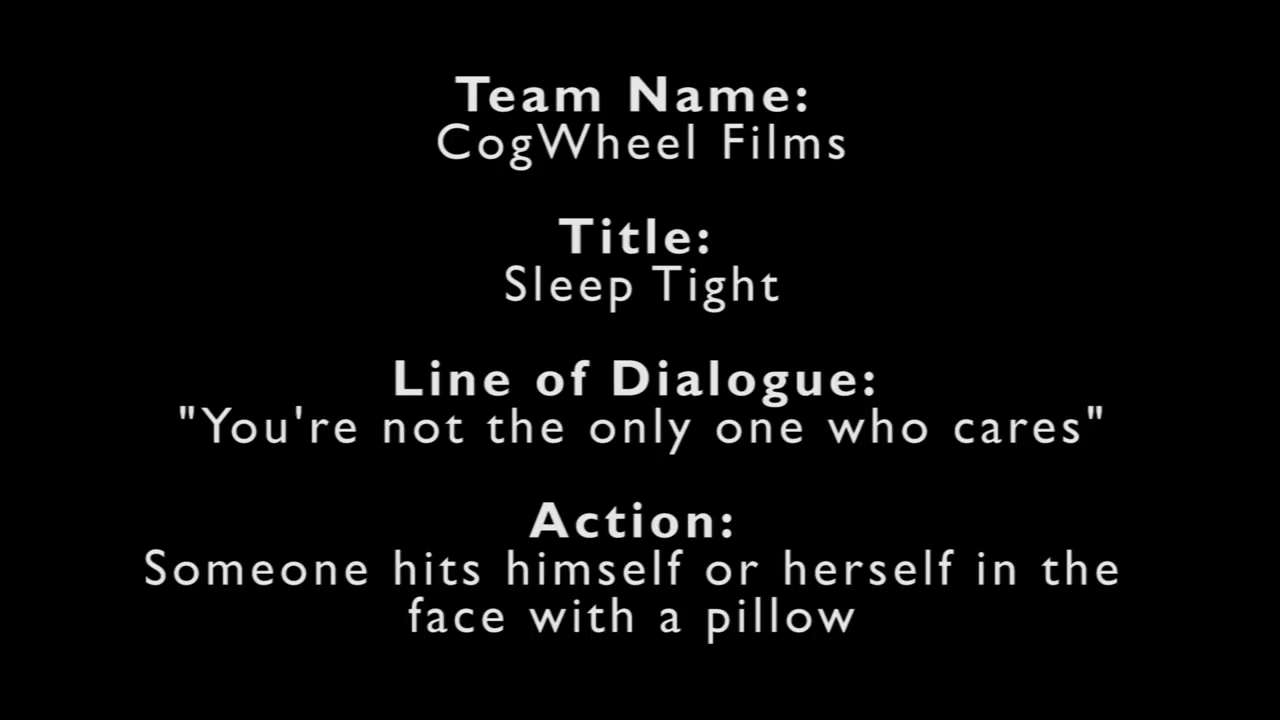 Team Name:
CogWheel Films
Title:
Sleep Tight
Line of Dialogue:
"You're not the only one who cares"
Action:
Someone hits himself or herself in the
face with a pillow